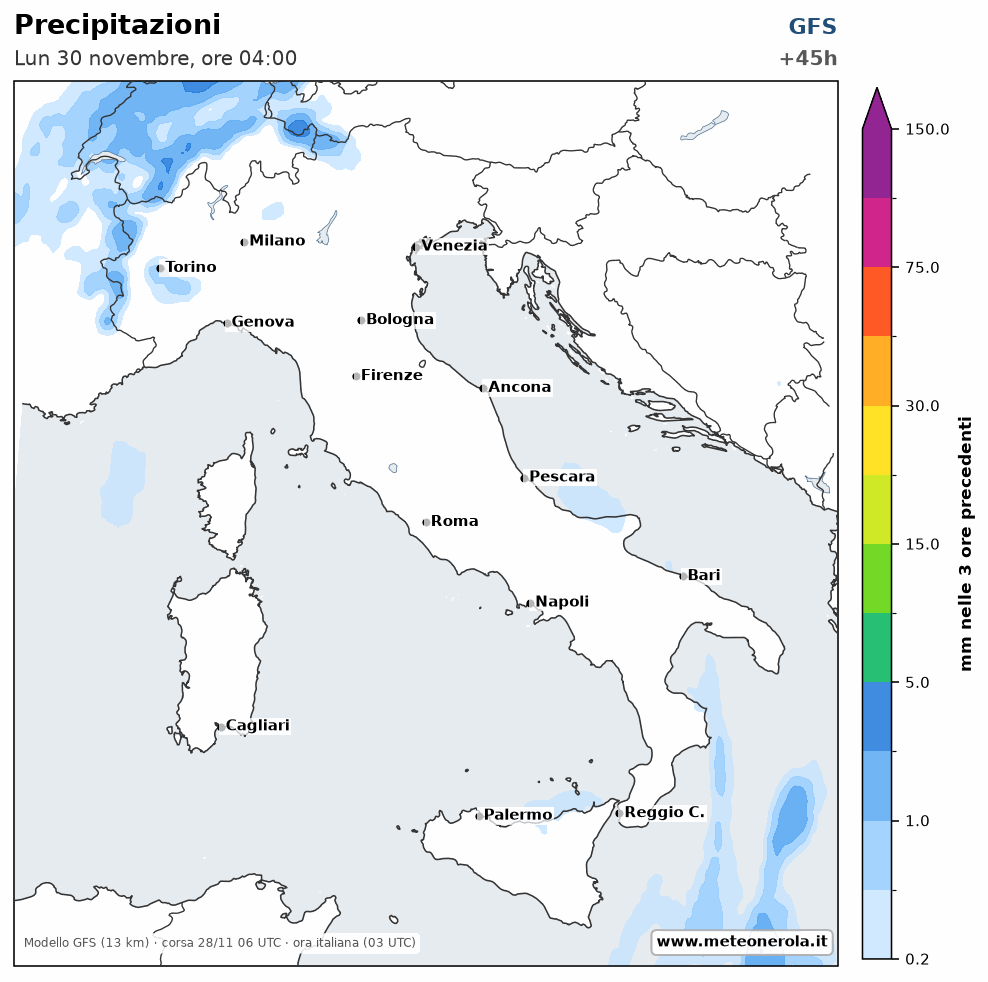 Precipitazioni
GFS
Lun 30 novembre, ore 04:00
+45h
150.0
75.0
30.0
15.0
5.0
1.0
0.2
mm nelle 3 ore precedenti
Milano
Venezia
Torino
Genova
Bologna
Firenze
Ancona
Pescara
Roma
Bari
Napoli
Cagliari
Palermo
Reggio C.
Modello GFS (13 km) · corsa 28/11 06 UTC · ora italiana (03 UTC)
www.meteonerola.it